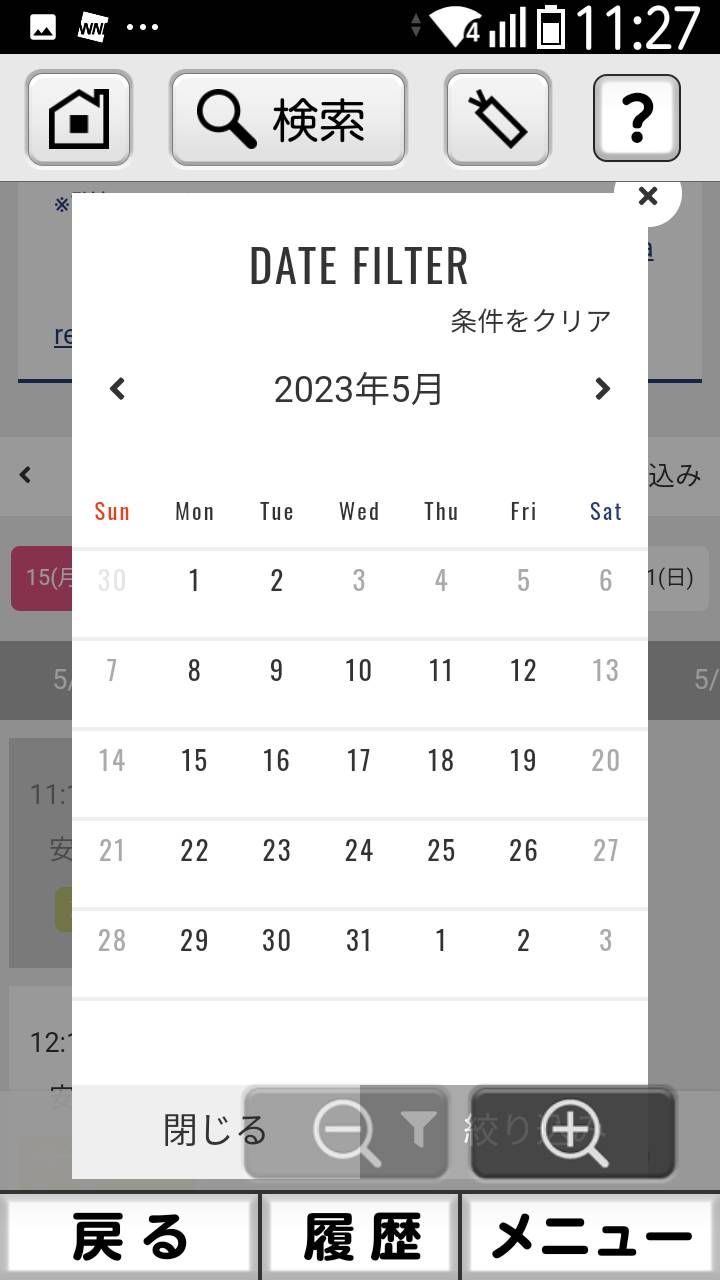 11:27
4
検索
?
※
a
re
DATE FILTER
条件をクリア
2023年5月
込み
Sun Mon Tue Wed Thu Fri Sat
15(月
30 1 2 3 4 5 6
1(日)
7 8 9 10 11 12 13
5/
5/
14 15 16 17 18 19 20
11:1
21 22 23 24 25 26 27
安
28 29 30 31 1 2 3
12:1
閉じる
絞り込み
戻る
履歴
メニュー